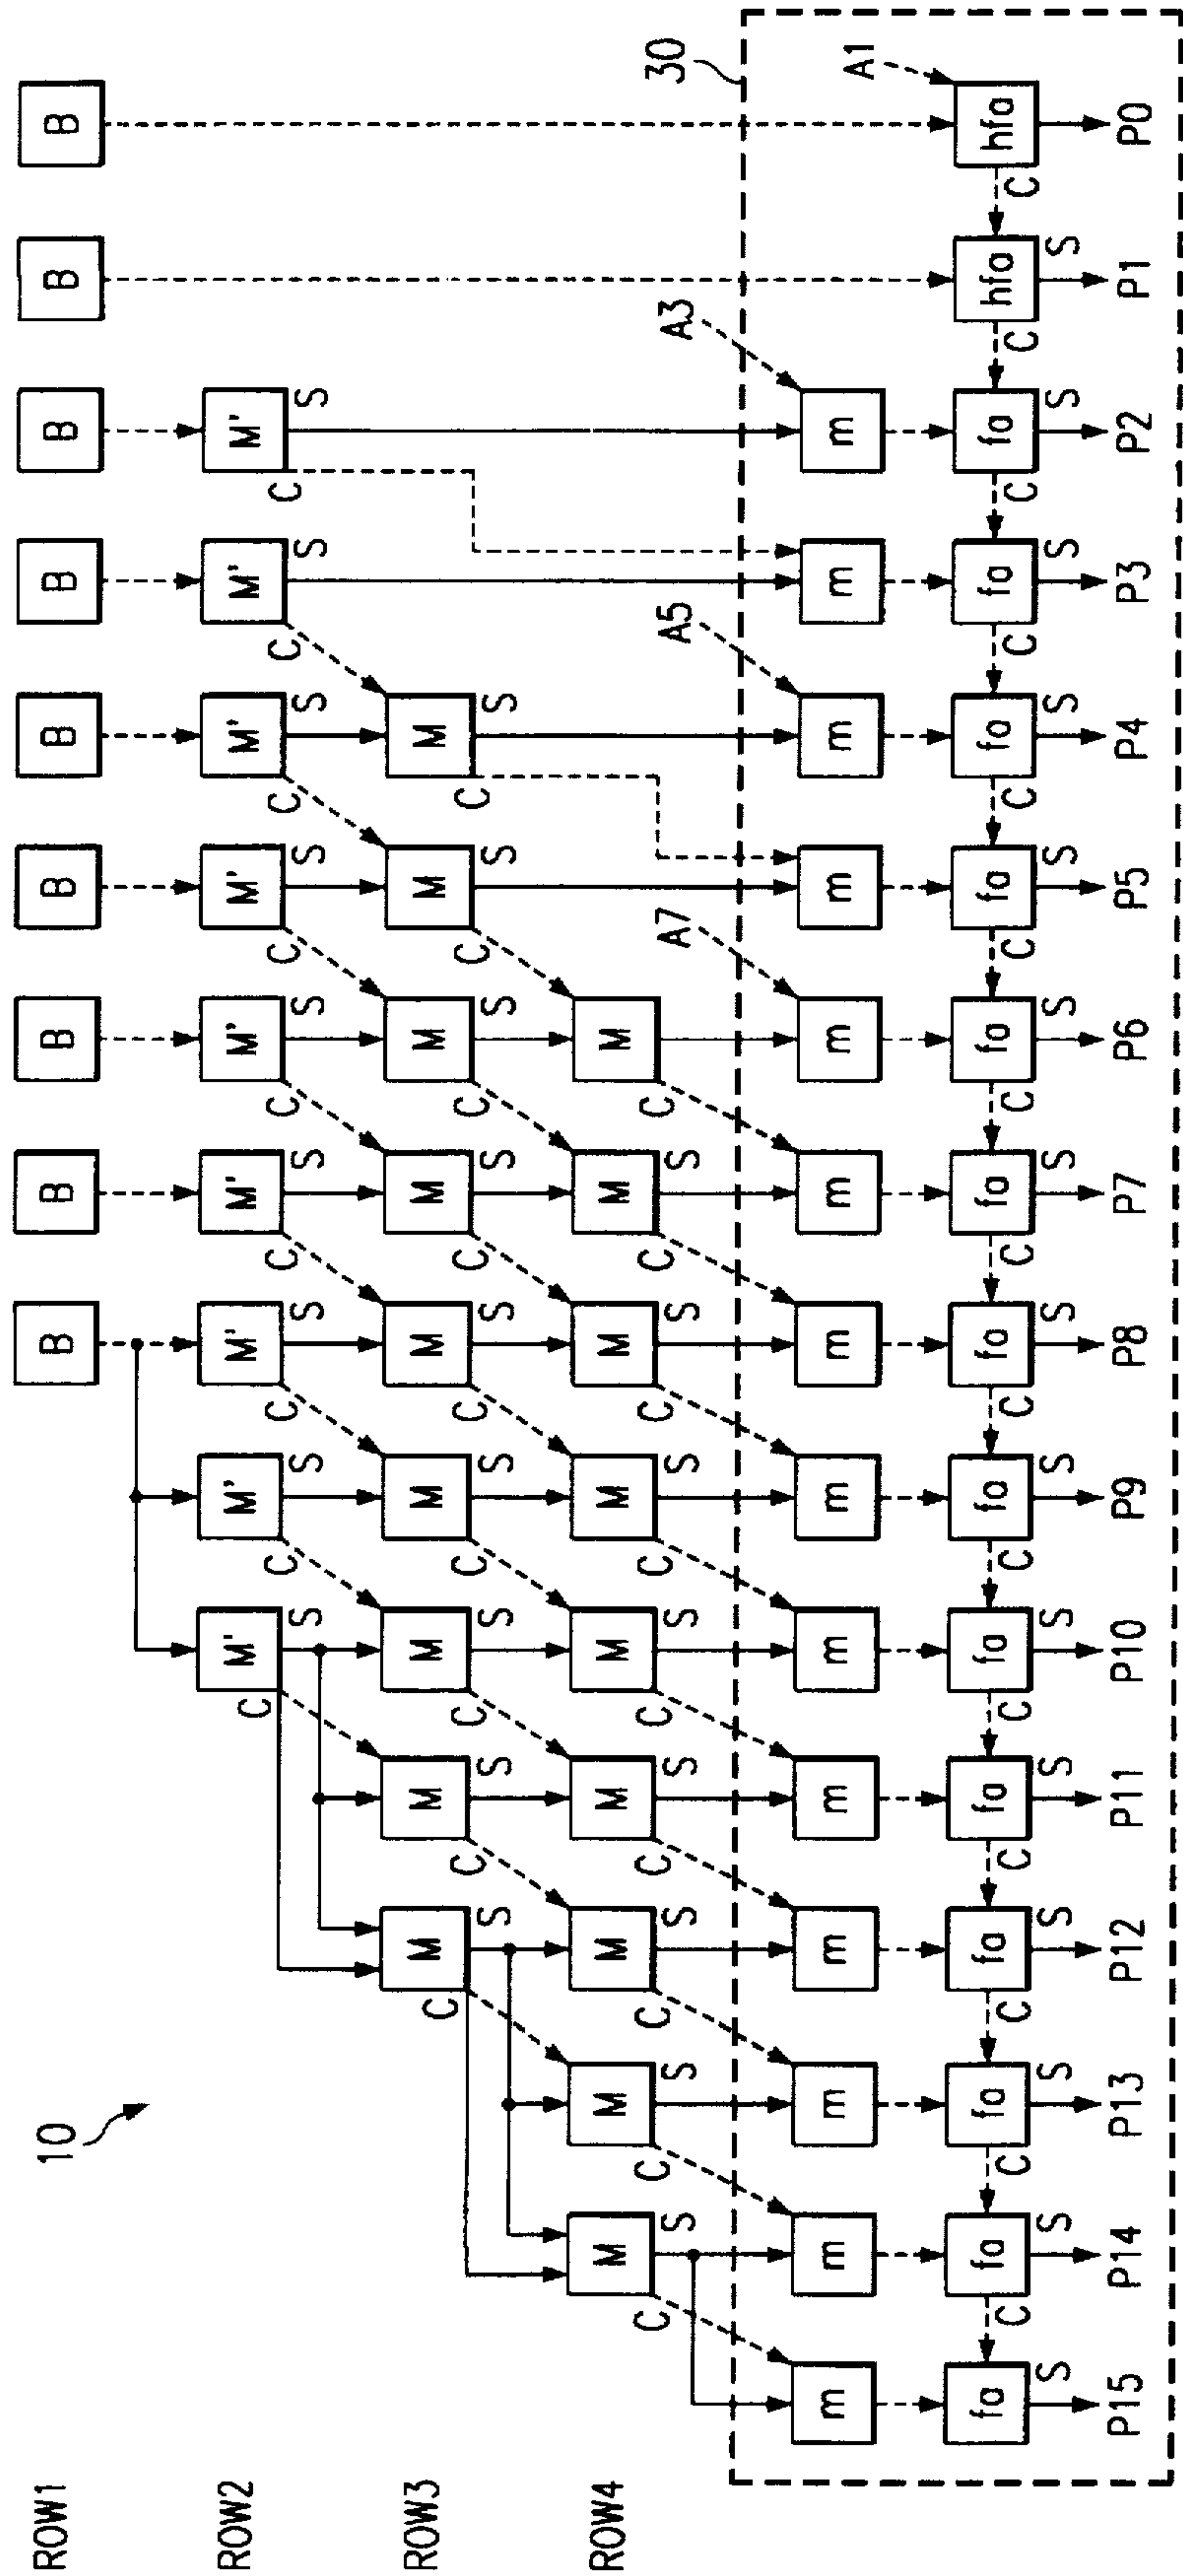 ROW1 10 B B B B B B B B B
ROW2 M' M' M' M' M' M' M' M' M'
C C C C C C C C C
S S S S S S S S S
ROW3 M M M M M M M M M
C C C C C C C C C
S S S S S S S S S
ROW4 M M M M M M M M M
C C C C C C C C C
S S S S S S S S
A7 A5 A3 30
m m m m m m m m m m m m m m
A1
fa fa fa fa fa fa fa fa fa fa fa fa fa fa hfa hfa
C C C C C C C C C C C C C C C
S S S S S S S S S S S S S S S
P15 P14 P13 P12 P11 P10 P9 P8 P7 P6 P5 P4 P3 P2 P1 P0